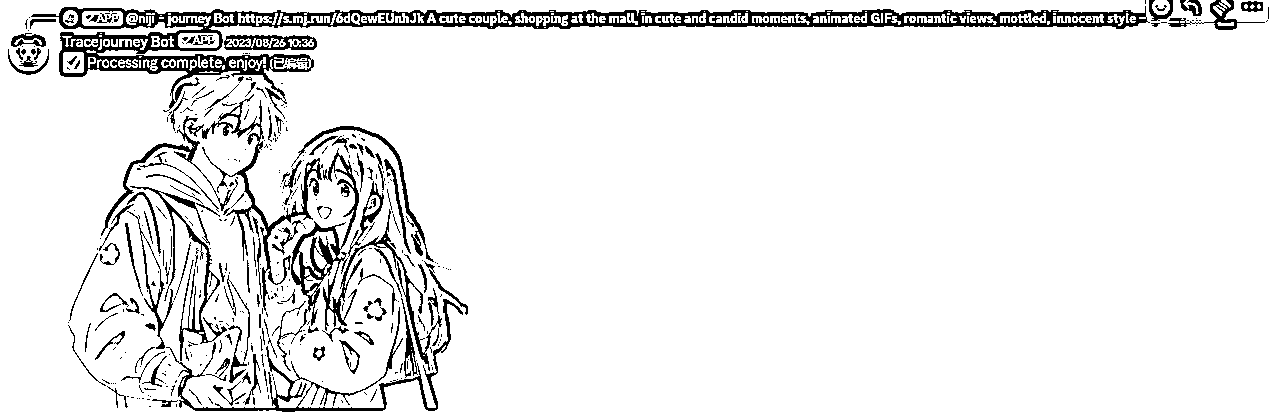 APP @niji - journey Bot https://s.mj.run/6dQewEUnhJk A cute couple, shopping at the mall, in cute and candid moments, animated GIFs, romantic views, mottled, innocent style
Tracejourney Bot APP 2023/08/26 10:36
Processing complete, enjoy! (已编辑)